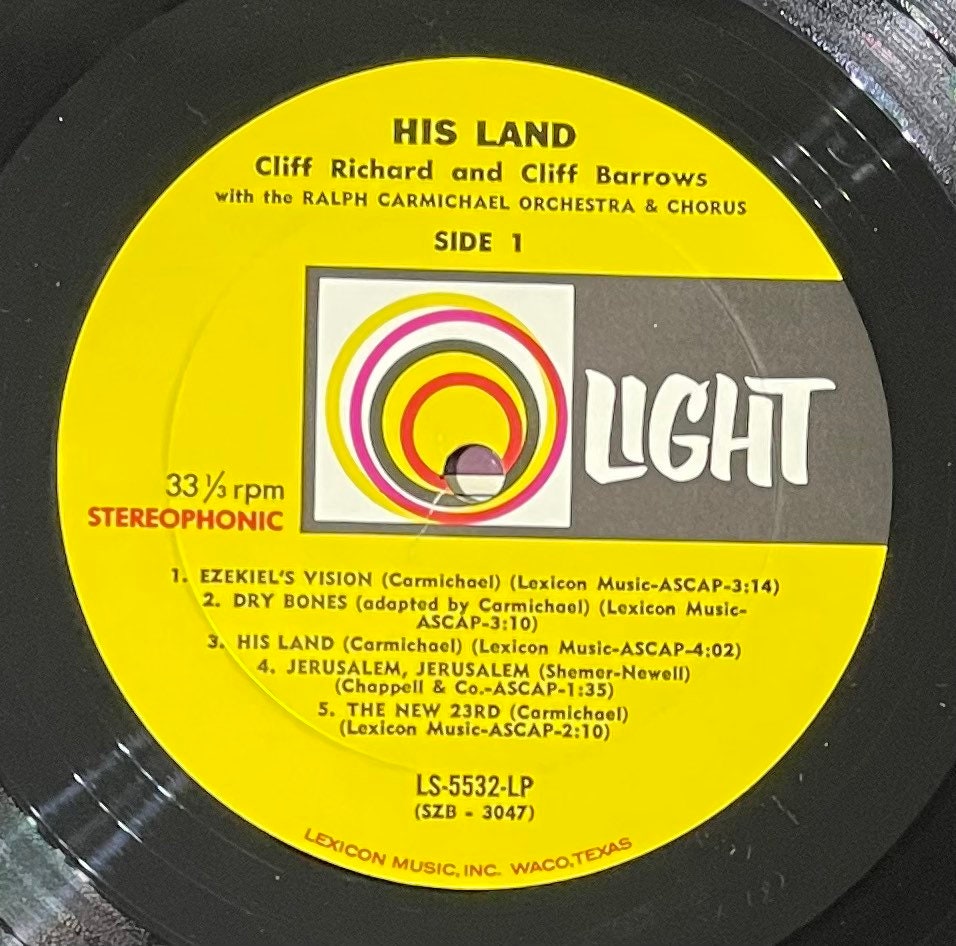 HIS LAND
Cliff Richard and Cliff Barrows
with the RALPH CARMICHAEL ORCHESTRA & CHORUS
SIDE 1
LIGHT
33 1/3 rpm
STEREOPHONIC
1. EZEKIEL'S VISION (Carmichael) (Lexicon Music-ASCAP-3:14)
2. DRY BONES (adapted by Carmichael) (Lexicon Music-
ASCAP-3:10)
3. HIS LAND (Carmichael) (Lexicon Music-ASCAP-4:02)
4. JERUSALEM, JERUSALEM (Shemer-Newell)
(Chappell & Co.-ASCAP-1:35)
5. THE NEW 23RD (Carmichael)
(Lexicon Music-ASCAP-2:10)
LS-5532-LP
(SZB - 3047)
LEXICON MUSIC, INC. WACO, TEXAS